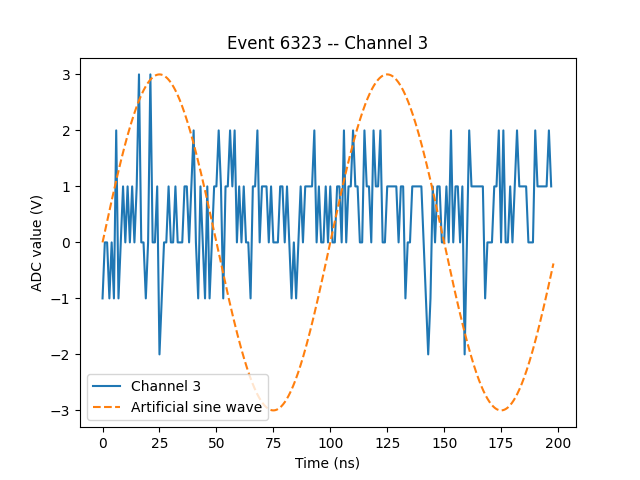 Event 6323 -- Channel 3
3
2
1
0
−1
−2
−3
ADC value (V)
Channel 3
Artificial sine wave
0 25 50 75 100 125 150 175 200
Time (ns)